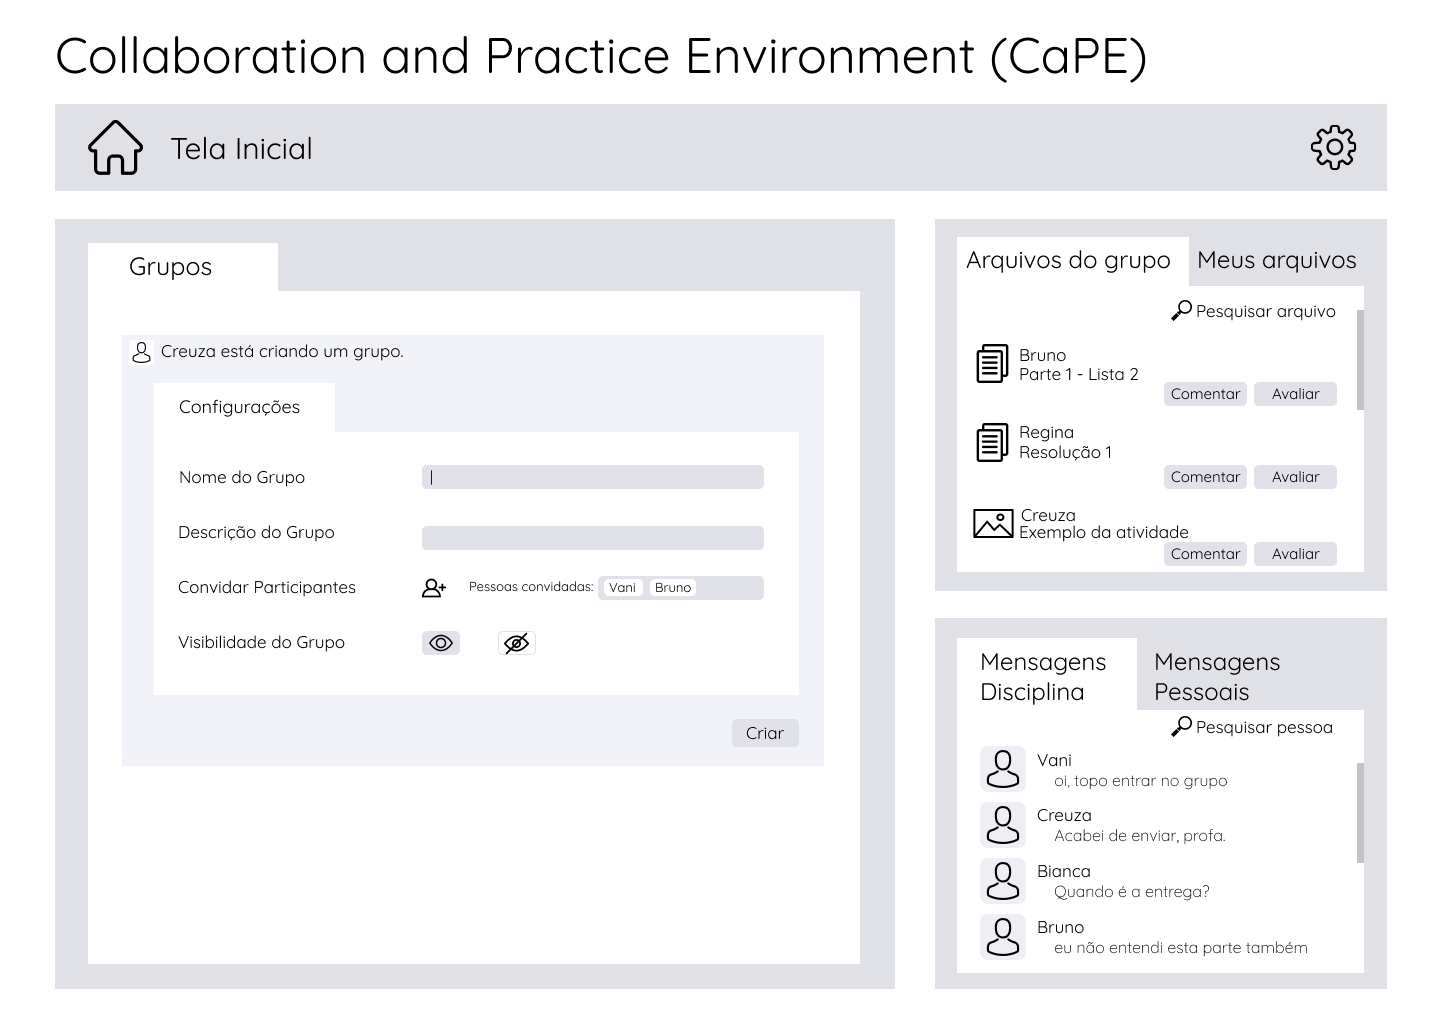 Collaboration and Practice Environment (CaPE)
Tela Inicial
Grupos
Creuza está criando um grupo.
Configurações
Nome do Grupo
Descrição do Grupo
Convidar Participantes
Pessoas convidadas: Vani Bruno
Visibilidade do Grupo
Criar
Arquivos do grupo
Meus arquivos
Pesquisar arquivo
Bruno
Parte 1 - Lista 2
Comentar
Avaliar
Regina
Resolução 1
Comentar
Avaliar
Creuza
Exemplo da atividade
Comentar
Avaliar
Mensagens
Disciplina
Mensagens
Pessoais
Pesquisar pessoa
Vani
oi, topo entrar no grupo
Creuza
Acabei de enviar, profa.
Bianca
Quando é a entrega?
Bruno
eu não entendi esta parte também